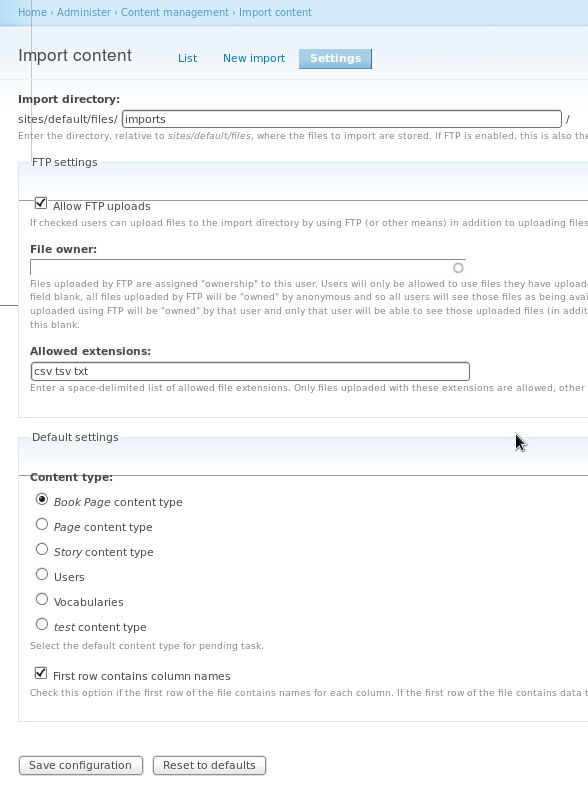 Home › Administer › Content management › Import content
Import content
List
New import
Settings
Import directory:
sites/default/files/ imports /
Enter the directory, relative to sites/default/files, where the files to import are stored. If FTP is enabled, this is also the
FTP settings
Allow FTP uploads
If checked users can upload files to the import directory by using FTP (or other means) in addition to uploading files
File owner:
Files uploaded by FTP are assigned "ownership" to this user. Users will only be allowed to use files they have upload
field blank, all files uploaded by FTP will be "owned" by anonymous and so all users will see those files as being avai
uploaded using FTP will be "owned" by that user and only that user will be able to see those uploaded files (in addit
this blank.
Allowed extensions:
csv tsv txt
Enter a space-delimited list of allowed file extensions. Only files uploaded with these extensions are allowed, other
Default settings
Content type:
Book Page content type
Page content type
Story content type
Users
Vocabularies
test content type
Select the default content type for pending task.
First row contains column names
Check this option if the first row of the file contains names for each column. If the first row of the file contains data t
Save configuration
Reset to defaults